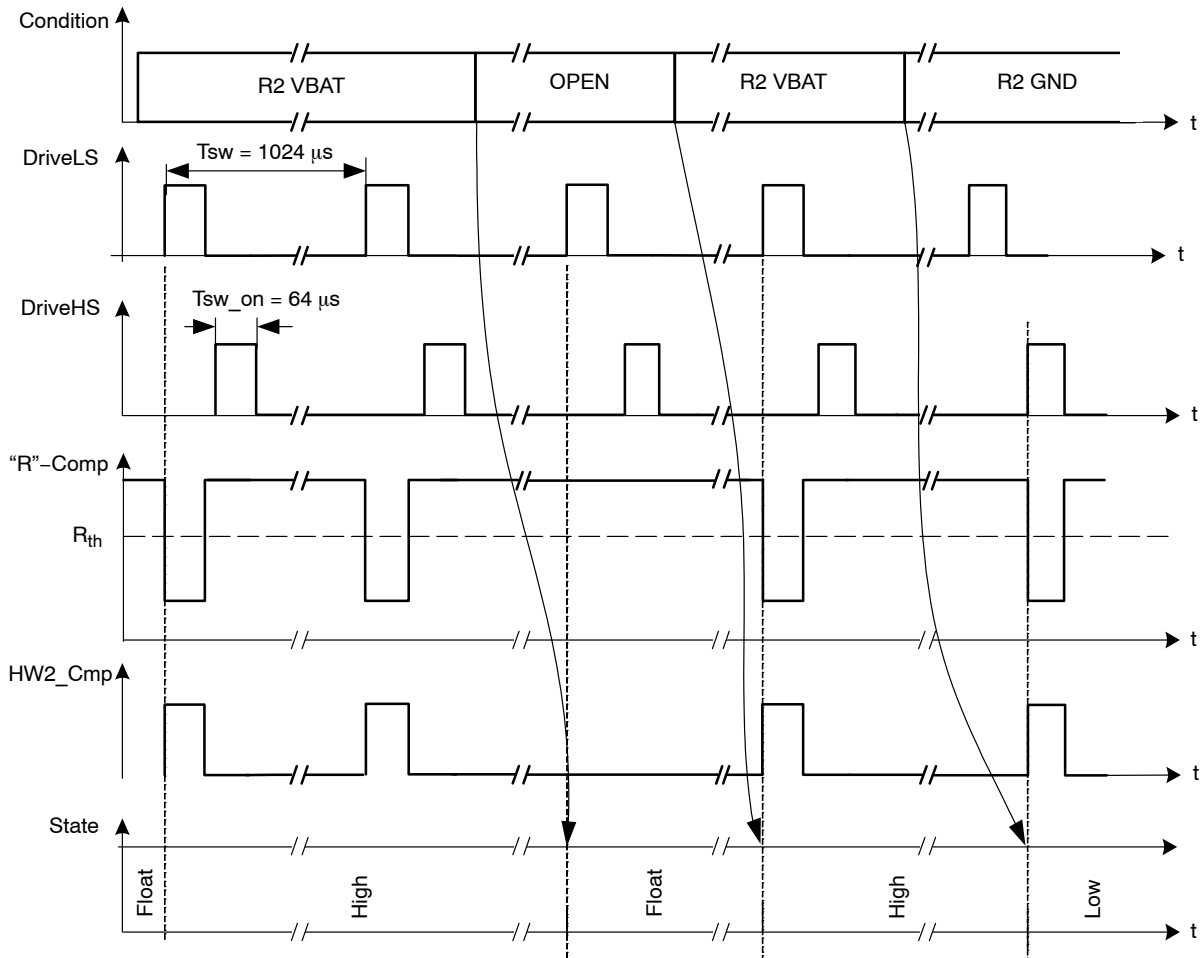 Condition
R2 VBAT
OPEN
R2 VBAT
R2 GND
t
DriveLS
Tsw = 1024 μs
t
DriveHS
Tsw_on = 64 μs
t
“R”−Comp
Rth
t
HW2_Cmp
t
State
Float
High
Float
High
Low
t